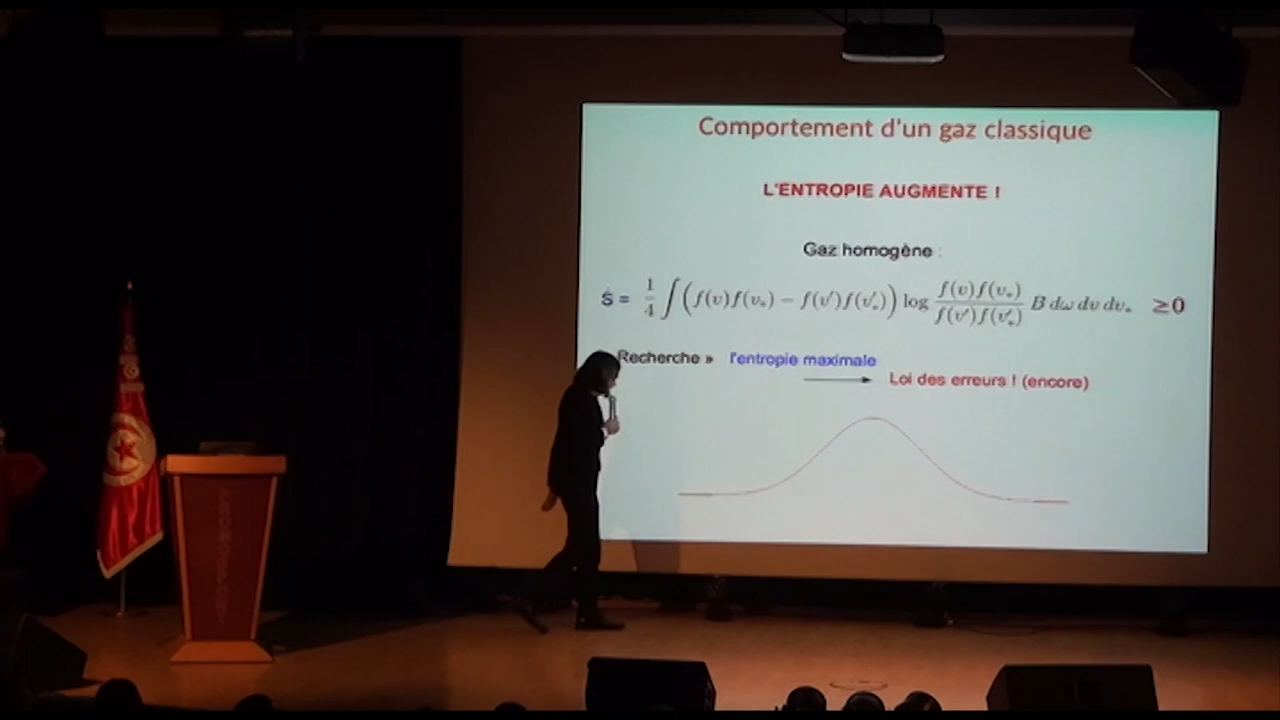 Comportement d'un gaz classique
L'ENTROPIE AUGMENTE !
Gaz homogène :
Ṡ = 1/4 ∫ ( f(v)f(v*) − f(v')f(v'*) ) log f(v)f(v*) / f(v')f(v'*) B dω dv dv* ≥0
Recherche » l'entropie maximale
Loi des erreurs ! (encore)